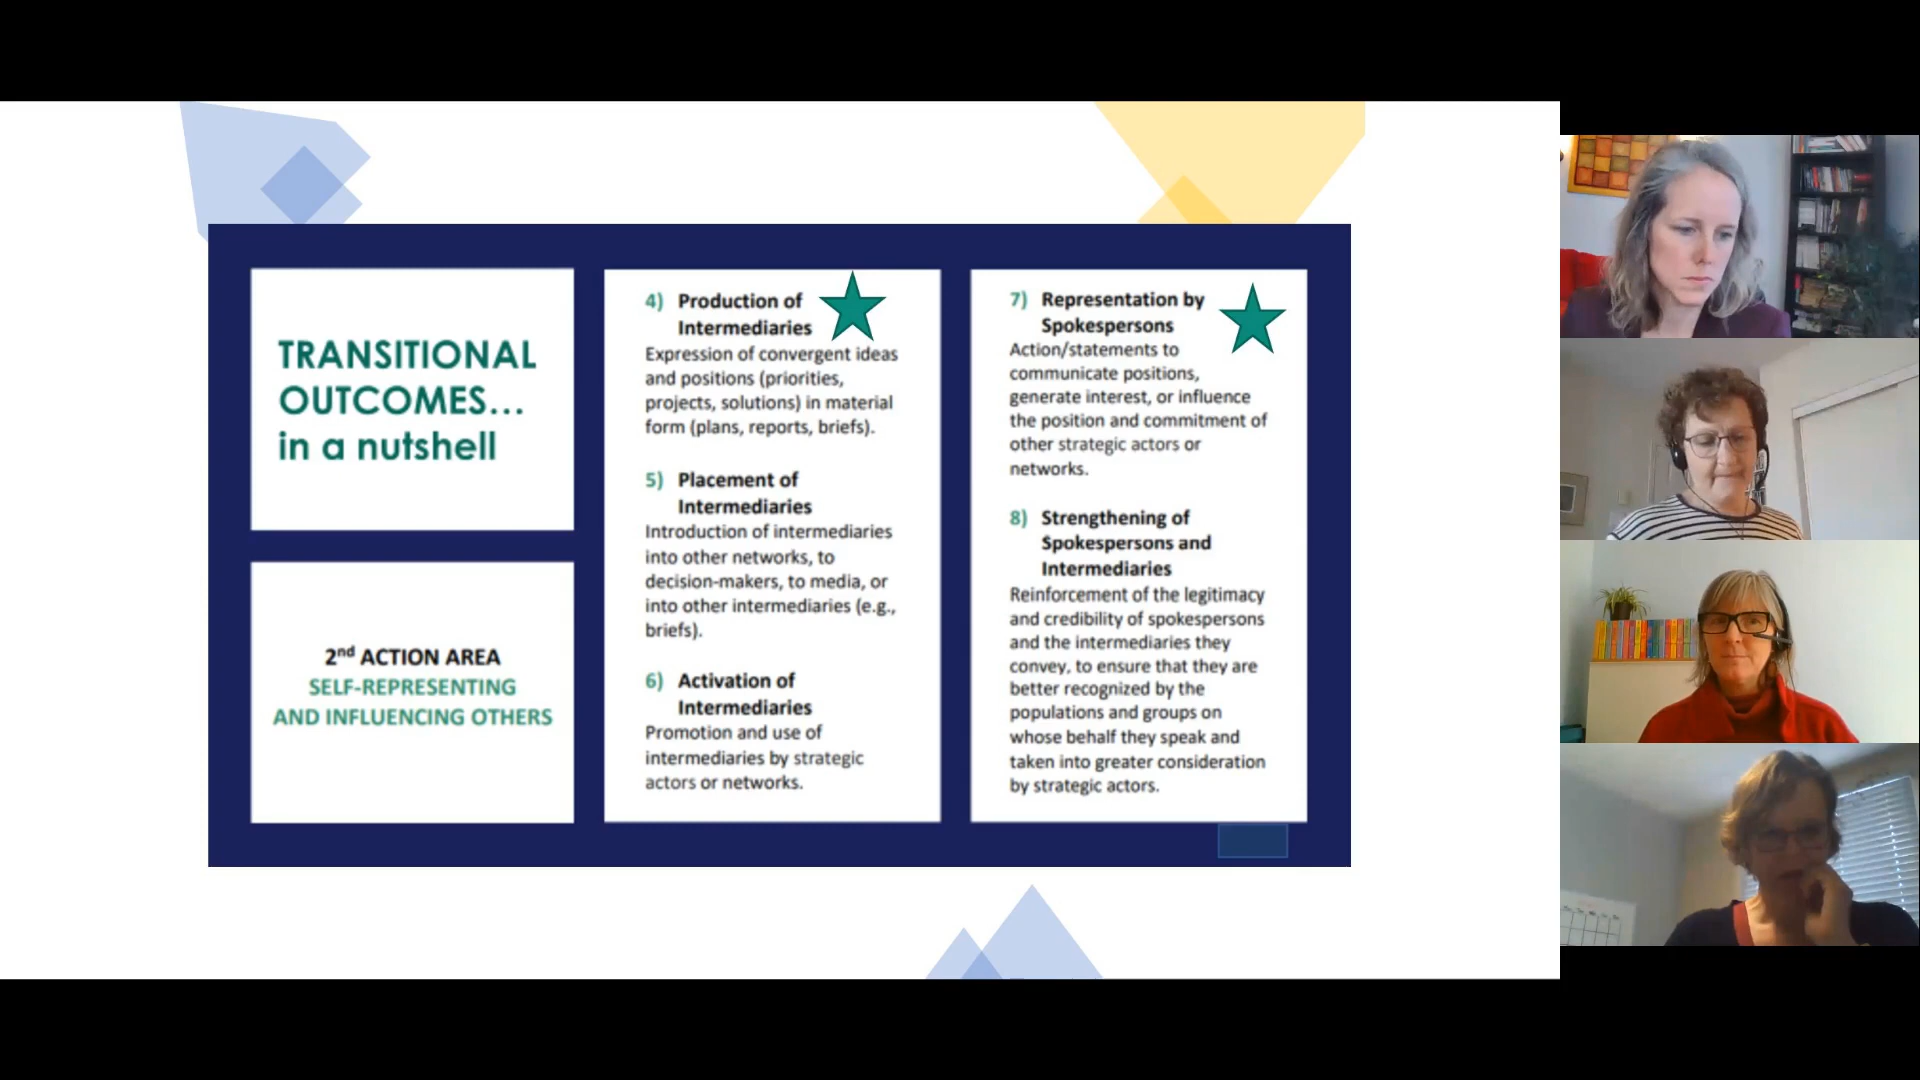 TRANSITIONAL
OUTCOMES...
in a nutshell
2nd ACTION AREA
SELF-REPRESENTING
AND INFLUENCING OTHERS
4) Production of
Intermediaries
Expression of convergent ideas
and positions (priorities,
projects, solutions) in material
form (plans, reports, briefs).
5) Placement of
Intermediaries
Introduction of intermediaries
into other networks, to
decision-makers, to media, or
into other intermediaries (e.g.,
briefs).
6) Activation of
Intermediaries
Promotion and use of
intermediaries by strategic
actors or networks.
7) Representation by
Spokespersons
Action/statements to
communicate positions,
generate interest, or influence
the position and commitment of
other strategic actors or
networks.
8) Strengthening of
Spokespersons and
Intermediaries
Reinforcement of the legitimacy
and credibility of spokespersons
and the intermediaries they
convey, to ensure that they are
better recognized by the
populations and groups on
whose behalf they speak and
taken into greater consideration
by strategic actors.